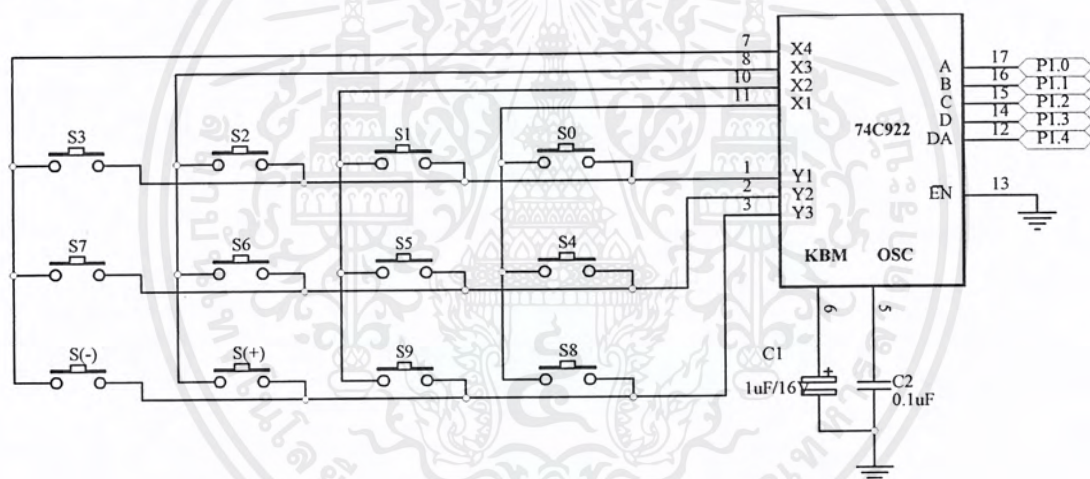 7 X4
8 X3
10 X2
11 X1
A 17 P1.0
B 16 P1.1
C 15 P1.2
D 14 P1.3
DA 12 P1.4
74C922
S3 S2 S1 S0
1 Y1
2 Y2
3 Y3
EN 13
S7 S6 S5 S4
KBM OSC
6 5
S(-) S(+) S9 S8
C1
+
1uF/16V
C2
0.1uF